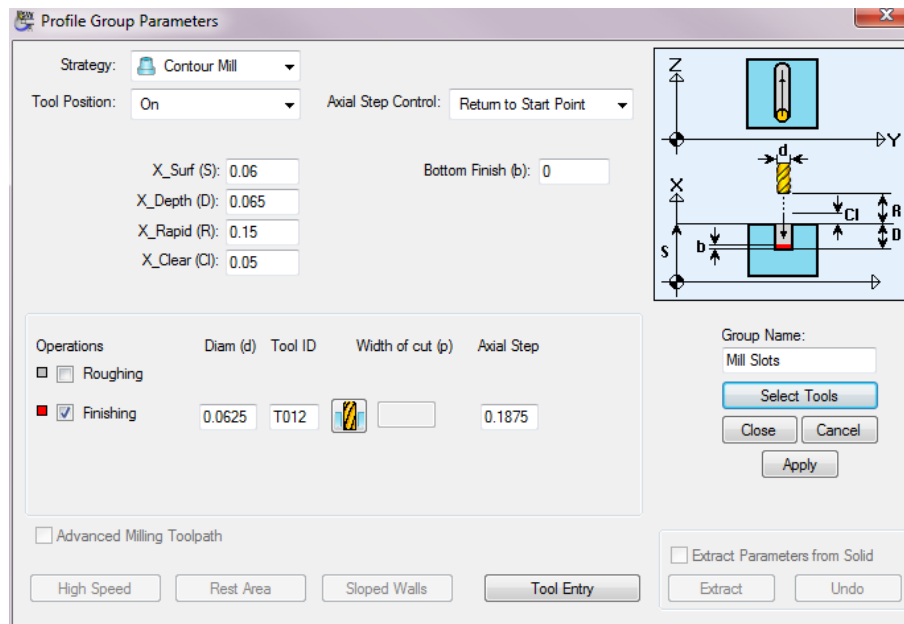 Profile Group Parameters
Strategy: Contour Mill
Tool Position: On Axial Step Control: Return to Start Point
X_Surf (S): 0.06 Bottom Finish (b): 0
X_Depth (D): 0.065
X_Rapid (R): 0.15
X_Clear (Cl): 0.05
Z
Y
d
X
Cl
R
D
S
b
Operations Diam (d) Tool ID Width of cut (p) Axial Step
Roughing
Finishing 0.0625 T012 0.1875
Group Name:
Mill Slots
Select Tools
Close Cancel
Apply
Advanced Milling Toolpath
High Speed Rest Area Sloped Walls Tool Entry
Extract Parameters from Solid
Extract Undo